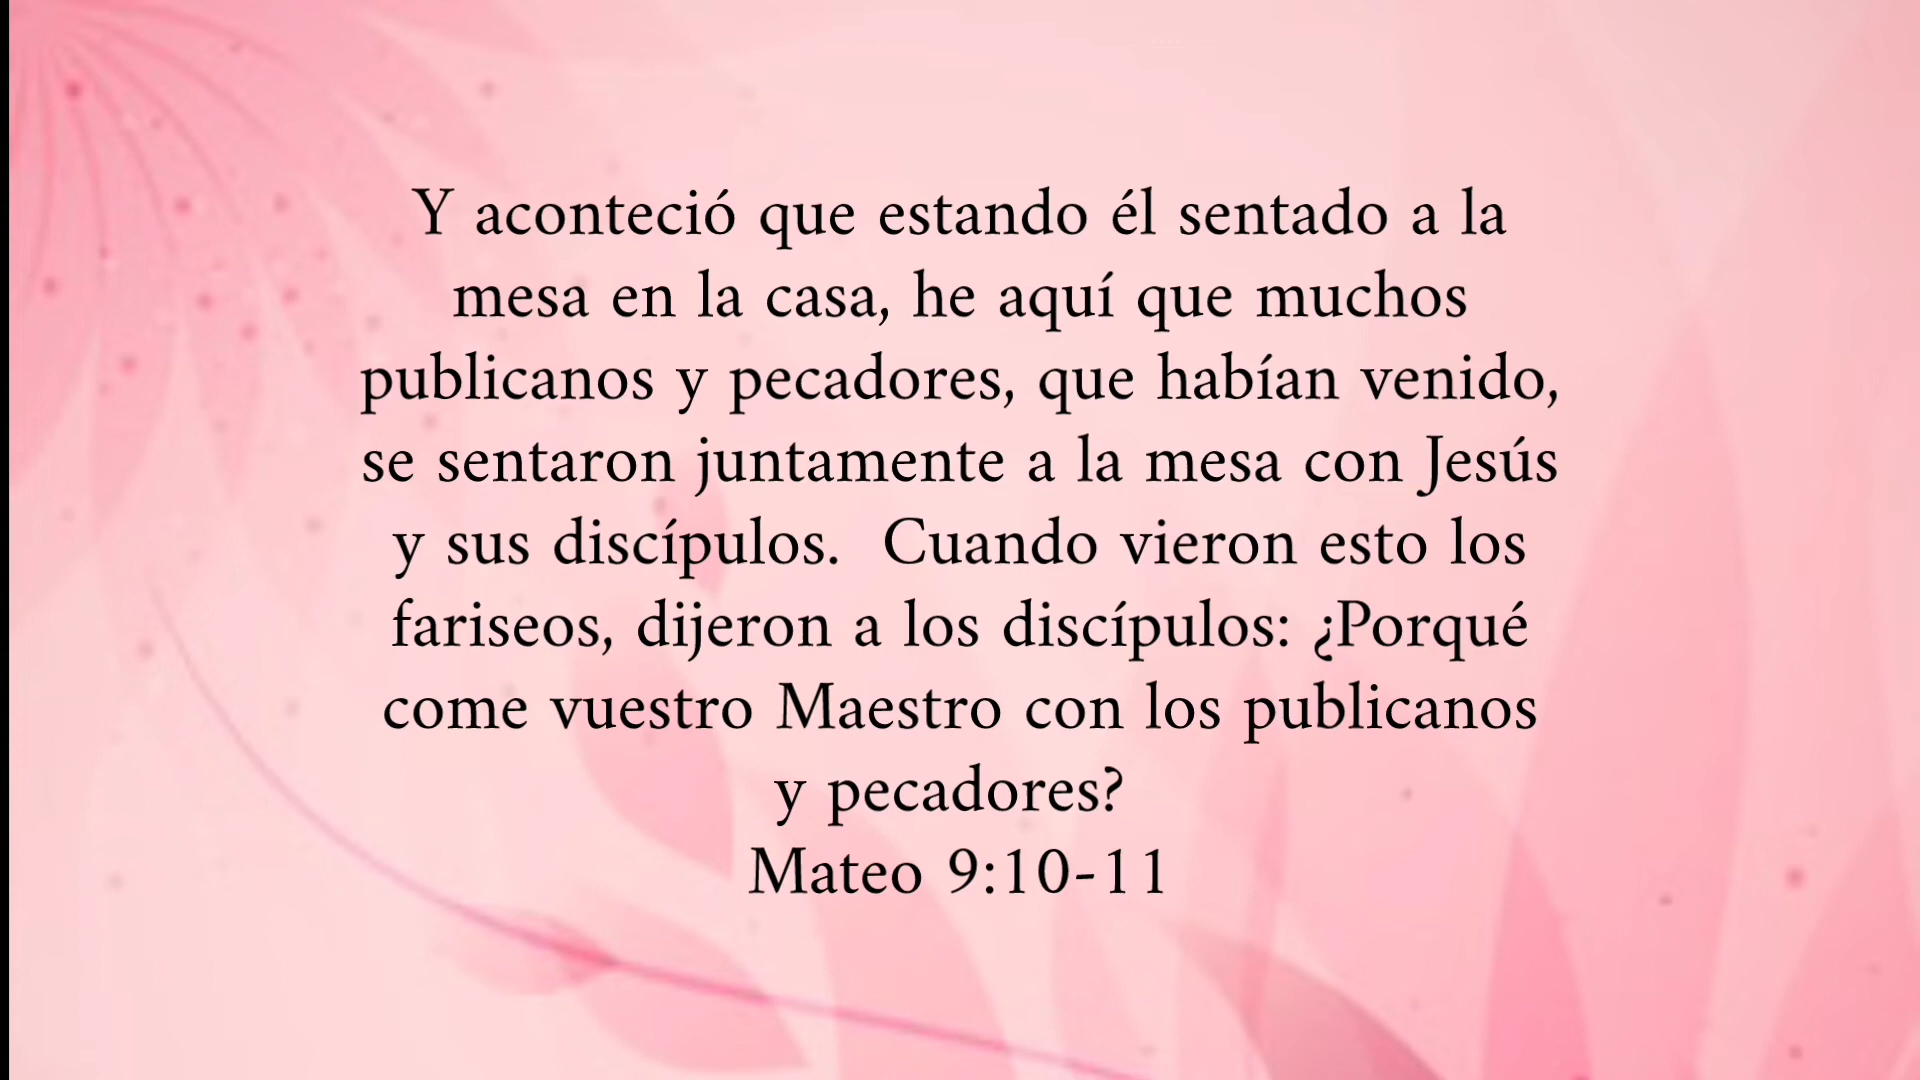 Y aconteció que estando él sentado a la
mesa en la casa, he aquí que muchos
publicanos y pecadores, que habían venido,
se sentaron juntamente a la mesa con Jesús
y sus discípulos.  Cuando vieron esto los
fariseos, dijeron a los discípulos: ¿Porqué
come vuestro Maestro con los publicanos
y pecadores?
Mateo 9:10-11